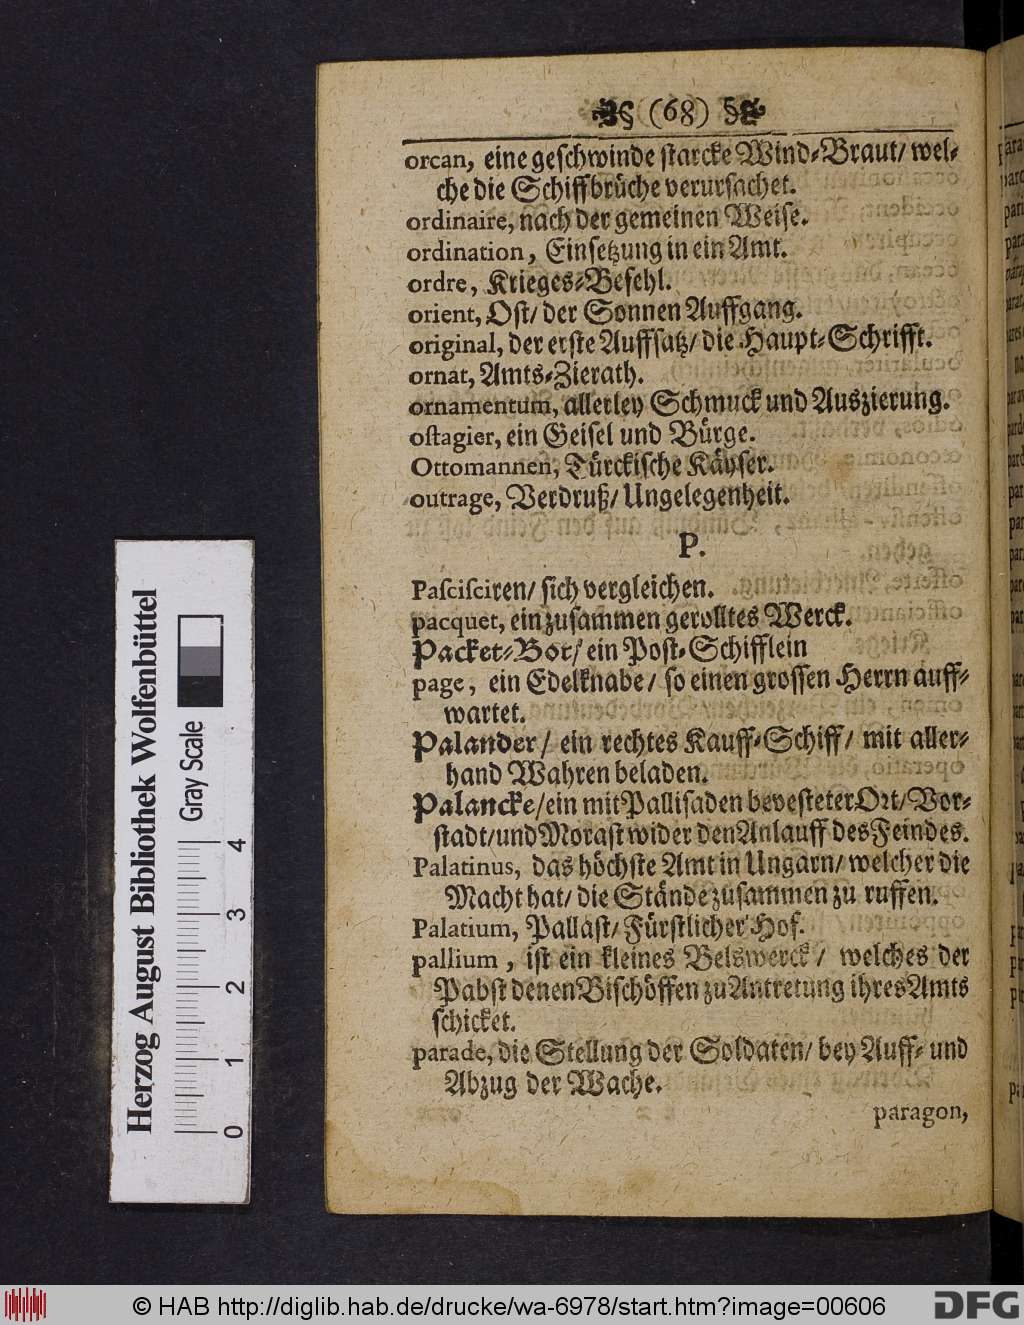 (68)
orcan, eine geschwinde starcke Wind-Braut/ wel-
che die Schiffbrüche verursachet.
ordinaire, nach der gemeinen Weise.
ordination, Einsetzung in ein Amt.
ordre, Krieges-Befehl.
orient, Ost/ der Sonnen Auffgang.
original, der erste Auffsatz/ die Haupt-Schrifft.
ornat, Amts-Zierath.
ornamentum, allerley Schmuck und Auszierung.
ostagier, ein Geisel und Bürge.
Ottomannen, Türckische Käyser.
outrage, Verdruß/ Ungelegenheit.
P.
Pasciſciren/ sich vergleichen.
pacquet, ein zusammen gerolltes Werck.
Packet-Bot/ ein Post-Schifflein
page, ein Edelknabe/ so einen grossen Herrn auff-
wartet.
Palander/ ein rechtes Kauff-Schiff/ mit aller-
hand Wahren beladen.
Palancke/ ein mit Pallisaden bevesteter Ort/ Vor-
stadt/ und Morast wider den Anlauff des Feindes.
Palatinus, das höchste Amt in Ungarn/ welcher die
Macht hat/ die Stände zusammen zu ruffen.
Palatium, Pallast/ Fürstlicher Hof.
pallium, ist ein kleines Belswerck/ welches der
Pabst denen Bischöffen zu Antretung ihres Amts
schicket.
parade, die Stellung der Soldaten/ bey Auff- und
Abzug der Wache.
paragon,
Herzog August Bibliothek Wolfenbüttel
Gray Scale
0 1 2 3 4
© HAB http://diglib.hab.de/drucke/wa-6978/start.htm?image=00606
DFG